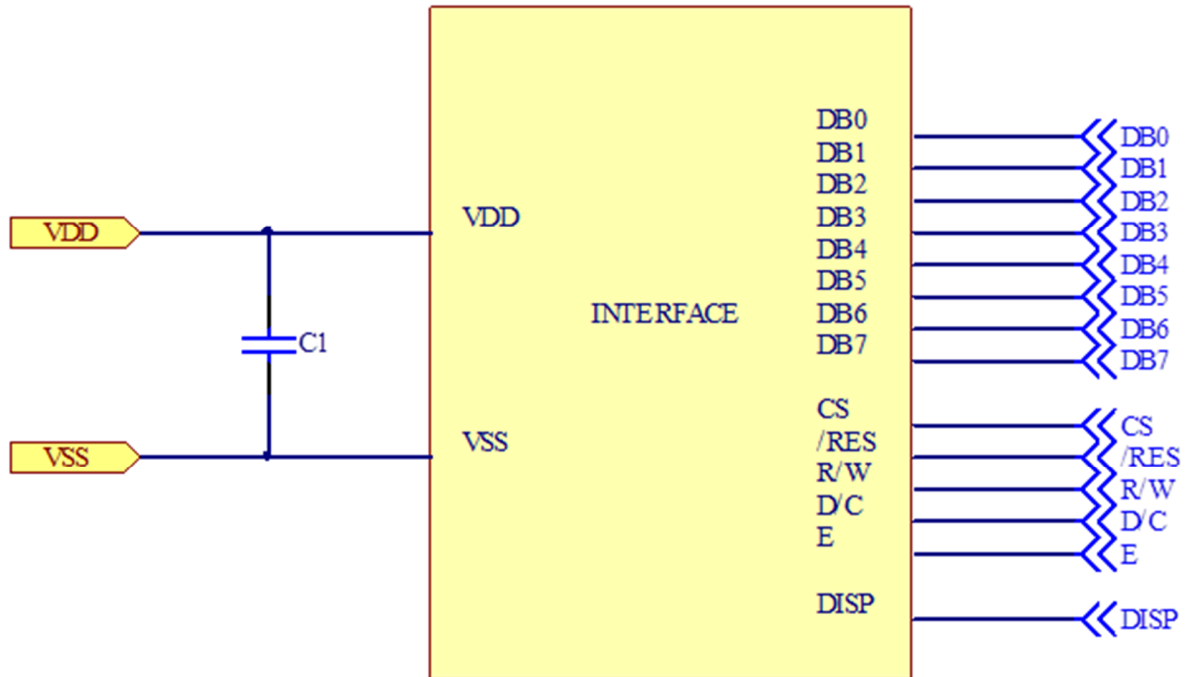 DB0
DB0
DB1
DB1
DB2
DB2
VDD
VDD
DB3
DB3
DB4
DB4
DB5
DB5
INTERFACE
DB6
DB6
C1
DB7
DB7
CS
CS
VSS
VSS
/RES
/RES
R/W
R/W
D/C
D/C
E
E
DISP
DISP